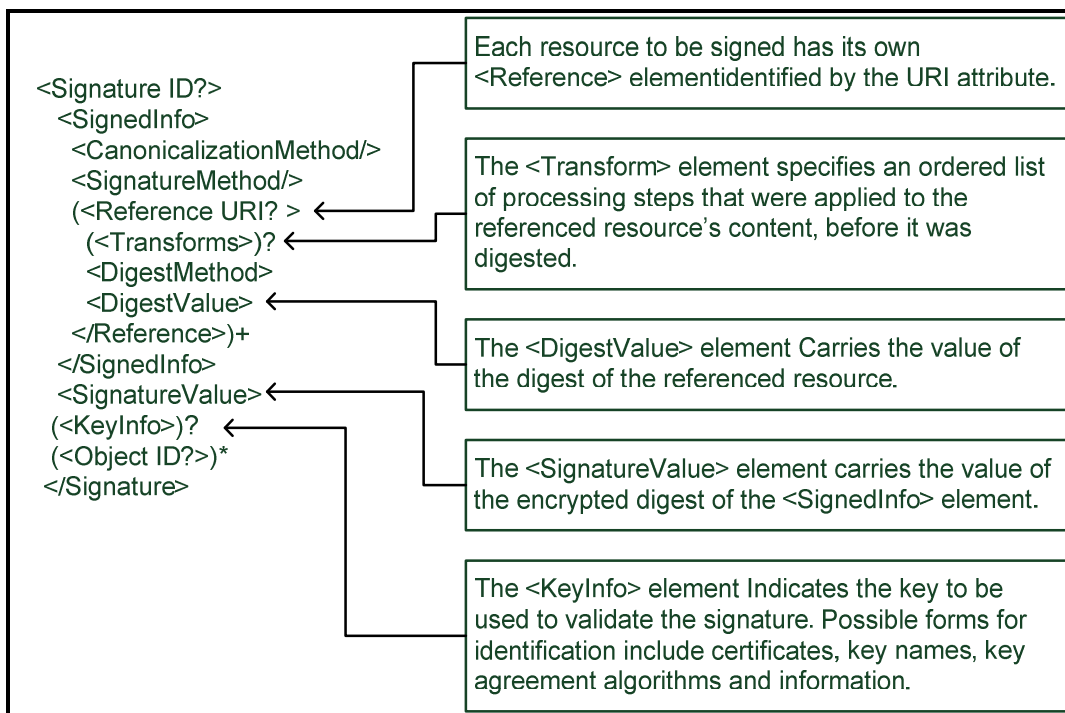 <Signature ID?>
<SignedInfo>
<CanonicalizationMethod/>
<SignatureMethod/>
(<Reference URI? >
(<Transforms>)?
<DigestMethod>
<DigestValue>
</Reference>)+
</SignedInfo>
<SignatureValue>
(<KeyInfo>)?
(<Object ID?>)*
</Signature>
Each resource to be signed has its own
<Reference> elementidentified by the URI attribute.
The <Transform> element specifies an ordered list
of processing steps that were applied to the
referenced resource's content, before it was
digested.
The <DigestValue> element Carries the value of
the digest of the referenced resource.
The <SignatureValue> element carries the value of
the encrypted digest of the <SignedInfo> element.
The <KeyInfo> element Indicates the key to be
used to validate the signature. Possible forms for
identification include certificates, key names, key
agreement algorithms and information.